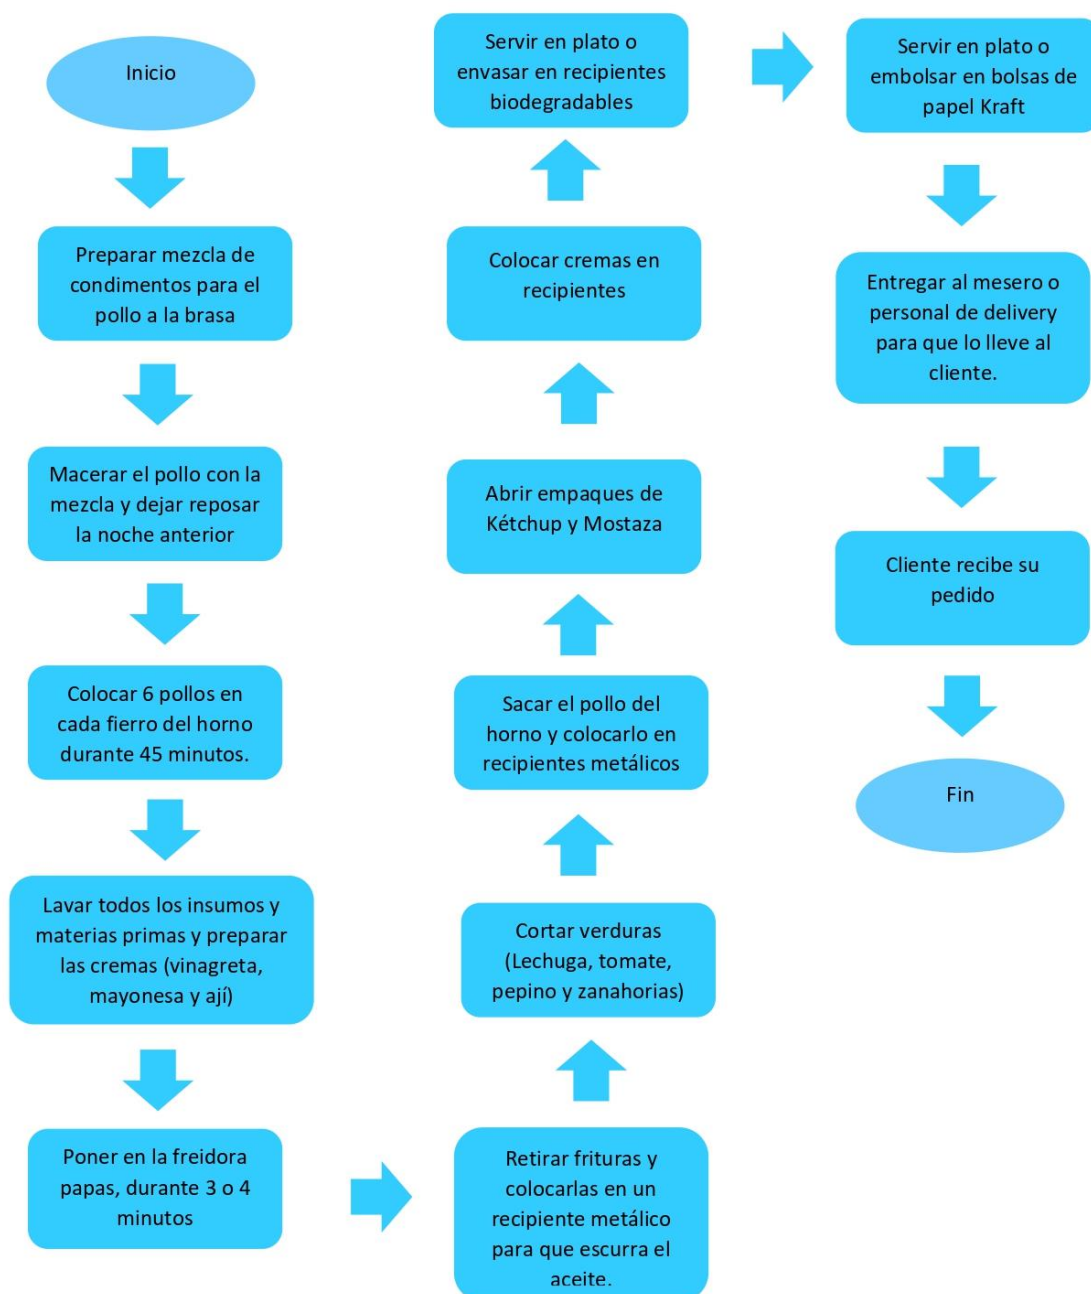 Inicio
Preparar mezcla de
condimentos para el
pollo a la brasa
Macerar el pollo con la
mezcla y dejar reposar
la noche anterior
Colocar 6 pollos en
cada fierro del horno
durante 45 minutos.
Lavar todos los insumos y
materias primas y preparar
las cremas (vinagreta,
mayonesa y ají)
Poner en la freidora
papas, durante 3 o 4
minutos
Retirar frituras y
colocarlas en un
recipiente metálico
para que escurra el
aceite.
Cortar verduras
(Lechuga, tomate,
pepino y zanahorias)
Sacar el pollo del
horno y colocarlo en
recipientes metálicos
Abrir empaques de
Kétchup y Mostaza
Colocar cremas en
recipientes
Servir en plato o
envasar en recipientes
biodegradables
Servir en plato o
embolsar en bolsas de
papel Kraft
Entregar al mesero o
personal de delivery
para que lo lleve al
cliente.
Cliente recibe su
pedido
Fin